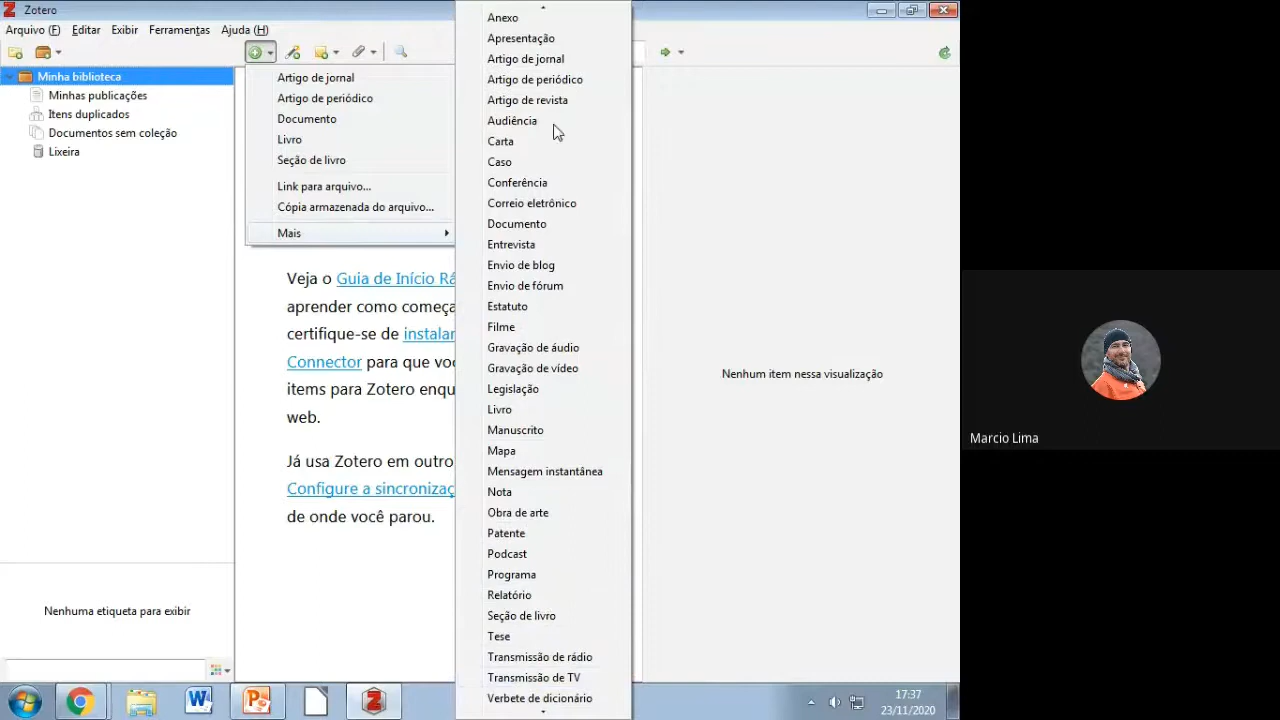 Zotero
Arquivo (F) Editar Exibir Ferramentas Ajuda (H)
Minha biblioteca
Minhas publicações
Itens duplicados
Documentos sem coleção
Lixeira
Nenhuma etiqueta para exibir
Artigo de jornal
Artigo de periódico
Documento
Livro
Seção de livro
Link para arquivo...
Cópia armazenada do arquivo...
Mais
Veja o Guia de Início Rá
aprender como começa
certifique-se de instalar
Connector para que voc
items para Zotero enqu
web.
Já usa Zotero em outro
Configure a sincronizaç
de onde você parou.
Anexo
Apresentação
Artigo de jornal
Artigo de periódico
Artigo de revista
Audiência
Carta
Caso
Conferência
Correio eletrônico
Documento
Entrevista
Envio de blog
Envio de fórum
Estatuto
Filme
Gravação de áudio
Gravação de vídeo
Legislação
Livro
Manuscrito
Mapa
Mensagem instantânea
Nota
Obra de arte
Patente
Podcast
Programa
Relatório
Seção de livro
Tese
Transmissão de rádio
Transmissão de TV
Verbete de dicionário
Nenhum item nessa visualização
Marcio Lima
17:37
23/11/2020